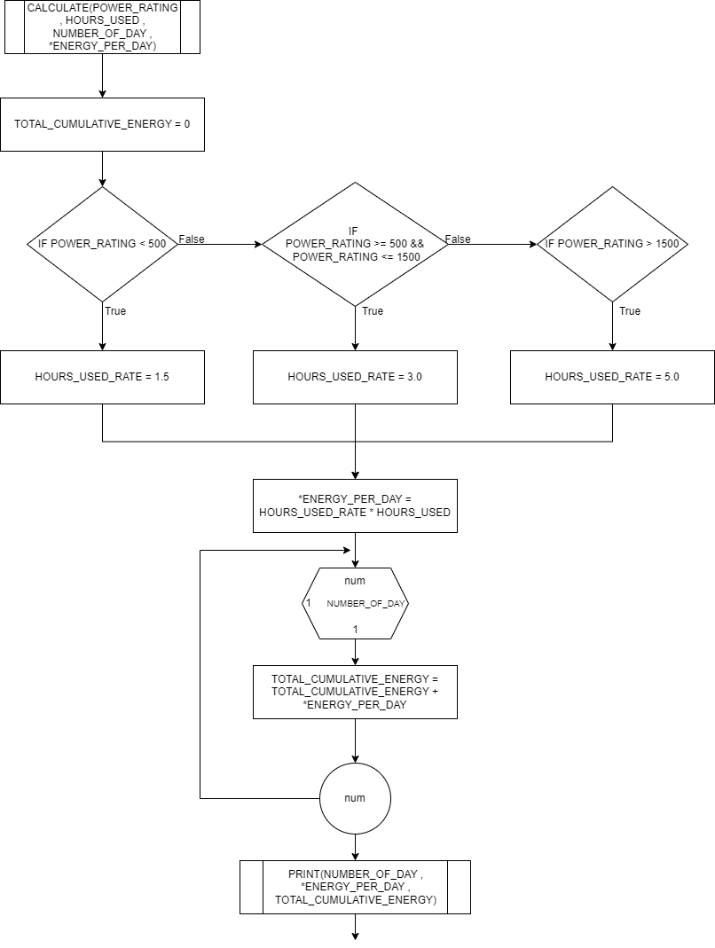 CALCULATE(POWER_RATING
, HOURS_USED ,
NUMBER_OF_DAY ,
*ENERGY_PER_DAY)
TOTAL_CUMULATIVE_ENERGY = 0
IF POWER_RATING < 500
False
IF
POWER_RATING >= 500 &&
POWER_RATING <= 1500
False
IF POWER_RATING > 1500
True
True
True
HOURS_USED_RATE = 1.5
HOURS_USED_RATE = 3.0
HOURS_USED_RATE = 5.0
*ENERGY_PER_DAY =
HOURS_USED_RATE * HOURS_USED
num
1
NUMBER_OF_DAY
1
TOTAL_CUMULATIVE_ENERGY =
TOTAL_CUMULATIVE_ENERGY +
*ENERGY_PER_DAY
num
PRINT(NUMBER_OF_DAY ,
*ENERGY_PER_DAY ,
TOTAL_CUMULATIVE_ENERGY)